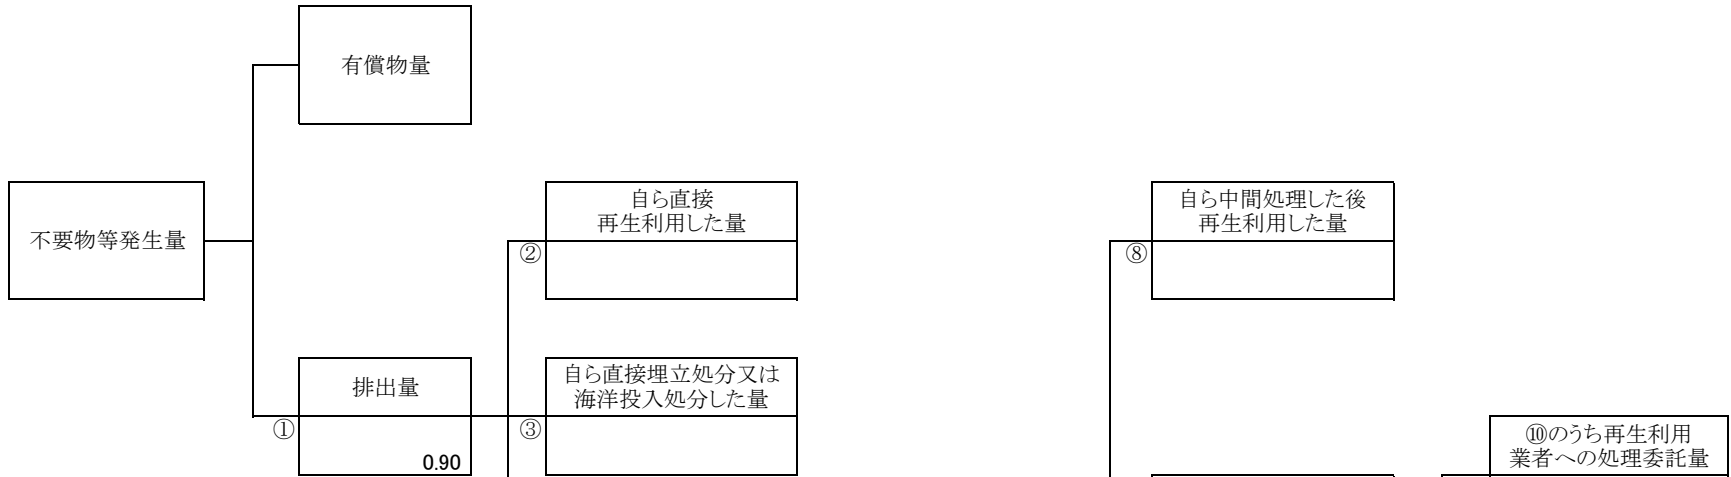 有償物量
不要物等発生量
自ら直接
再生利用した量
②
自ら中間処理した後
再生利用した量
⑧
排出量
①
0.90
自ら直接埋立処分又は
海洋投入処分した量
③
⑩のうち再生利用
業者への処理委託量